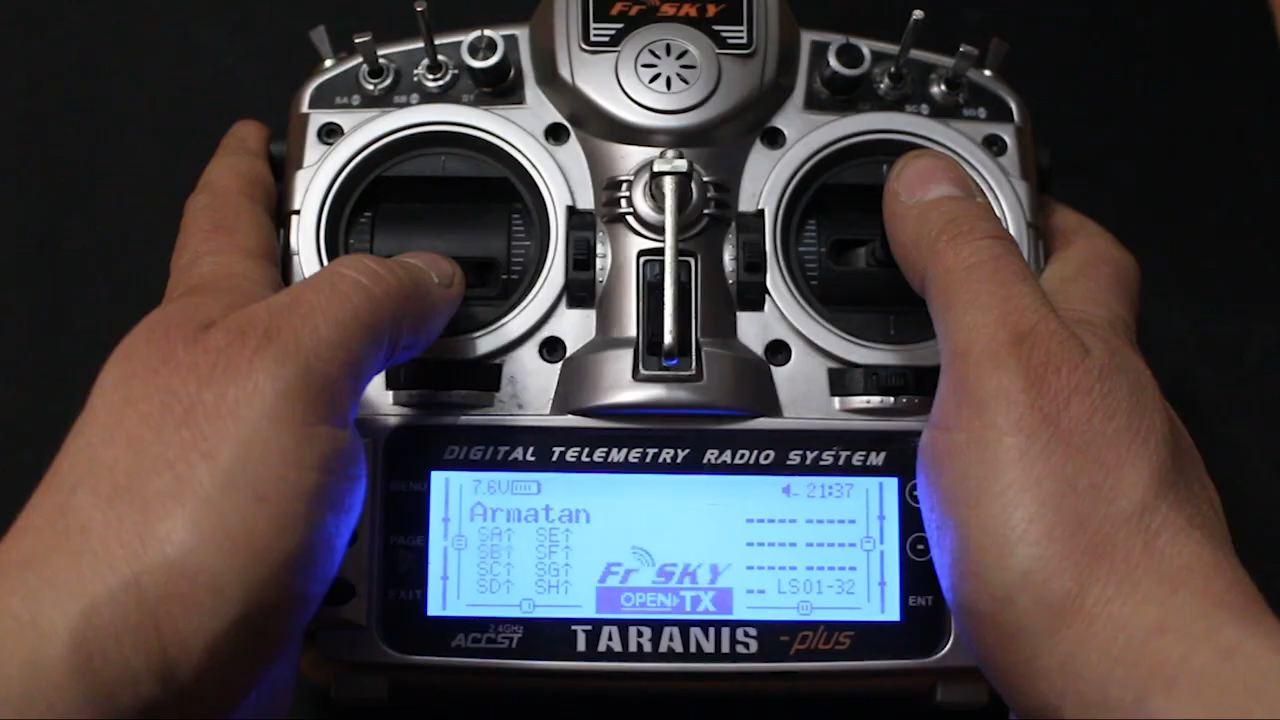 FrSKY
SA SB S1 SC SD
DIGITAL TELEMETRY RADIO SYSTEM
MENU
PAGE
EXIT
7.6V 21:37
Armatan
SA↑ SE↑
SB↑ SF↑
SC↑ SG↑
SD↑ SH↑
FrSKY
OPEN TX
----- -----
----- -----
----- -----
-- LS01-32
+
-
ENT
2.4GHz
ACCST
TARANIS -plus